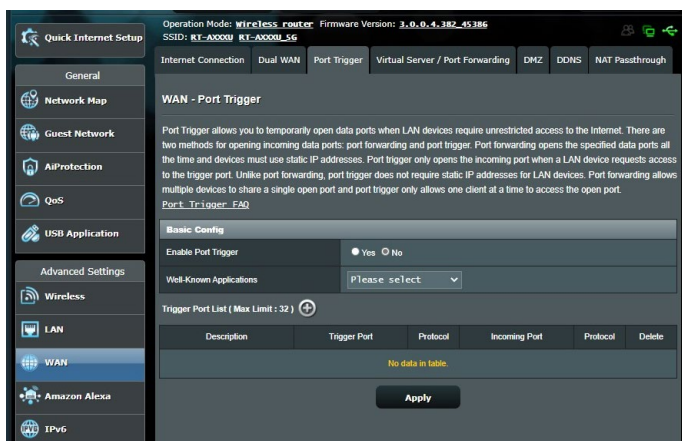 Quick Internet Setup
General
Network Map
Guest Network
AiProtection
QoS
USB Application
Advanced Settings
Wireless
LAN
WAN
Amazon Alexa
IPv6
Operation Mode: Wireless router Firmware Version: 3.0.0.4.382_45386
SSID: RT-AXXXU RT-AXXXU_5G
Internet Connection Dual WAN Port Trigger Virtual Server / Port Forwarding DMZ DDNS NAT Passthrough
WAN - Port Trigger
Port Trigger allows you to temporarily open data ports when LAN devices require unrestricted access to the Internet. There are
two methods for opening incoming data ports: port forwarding and port trigger. Port forwarding opens the specified data ports all
the time and devices must use static IP addresses. Port trigger only opens the incoming port when a LAN device requests access
to the trigger port. Unlike port forwarding, port trigger does not require static IP addresses for LAN devices. Port forwarding allows
multiple devices to share a single open port and port trigger only allows one client at a time to access the open port.
Port Trigger FAQ
Basic Config
Enable Port Trigger Yes No
Well-Known Applications Please select
Trigger Port List ( Max Limit : 32 )
Description Trigger Port Protocol Incoming Port Protocol Delete
No data in table.
Apply